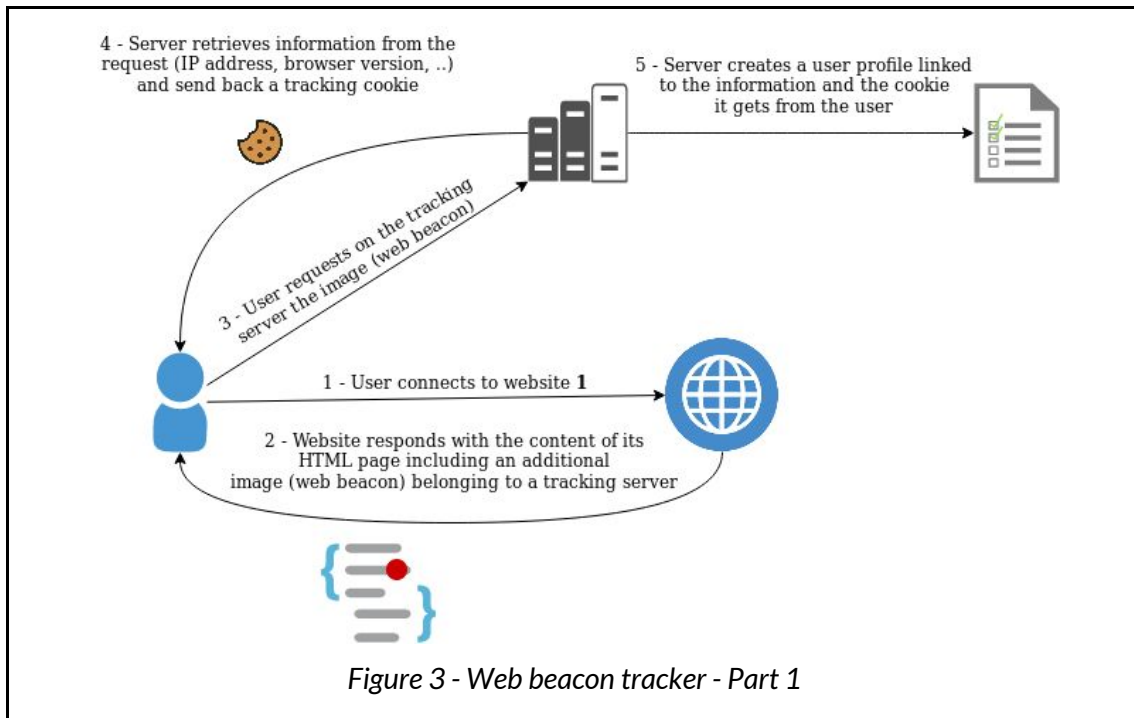 4 - Server retrieves information from the
request (IP address, browser version, ..)
and send back a tracking cookie
5 - Server creates a user profile linked
to the information and the cookie
it gets from the user
3 - User requests on the tracking
server the image (web beacon)
1 - User connects to website 1
2 - Website responds with the content of its
HTML page including an additional
image (web beacon) belonging to a tracking server
Figure 3 - Web beacon tracker - Part 1